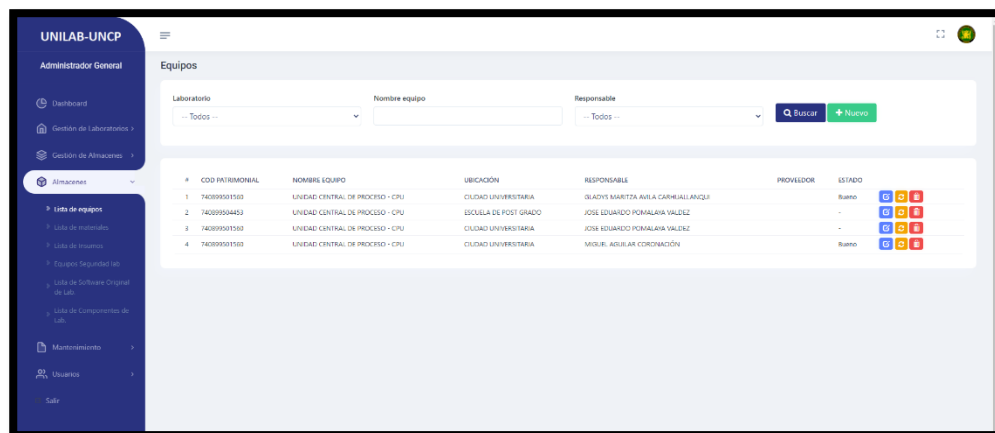 UNILAB-UNCP
Administrador General
Dashboard
Gestión de Laboratorios >
Gestión de Almacenes >
Almacenes
Lista de equipos
Lista de materiales
Lista de insumos
Equipos Seguridad lab
Lista de Software Original de Lab.
Lista de Componentes de Lab.
Mantenimiento >
Usuarios >
Salir
Equipos
Laboratorio Nombre equipo Responsable
-- Todos -- -- Todos -- Buscar + Nuevo
# COD PATRIMONIAL NOMBRE EQUIPO UBICACIÓN RESPONSABLE PROVEEDOR ESTADO
1 740899501560 UNIDAD CENTRAL DE PROCESO - CPU CIUDAD UNIVERSITARIA GLADYS MARITZA AVILA CARHUALLANQUI Bueno
2 740899504453 UNIDAD CENTRAL DE PROCESO - CPU ESCUELA DE POST GRADO JOSE EDUARDO POMALAYA VALDEZ -
3 740899501560 UNIDAD CENTRAL DE PROCESO - CPU CIUDAD UNIVERSITARIA JOSE EDUARDO POMALAYA VALDEZ -
4 740899501560 UNIDAD CENTRAL DE PROCESO - CPU CIUDAD UNIVERSITARIA MIGUEL AGUILAR CORONACIÓN Bueno